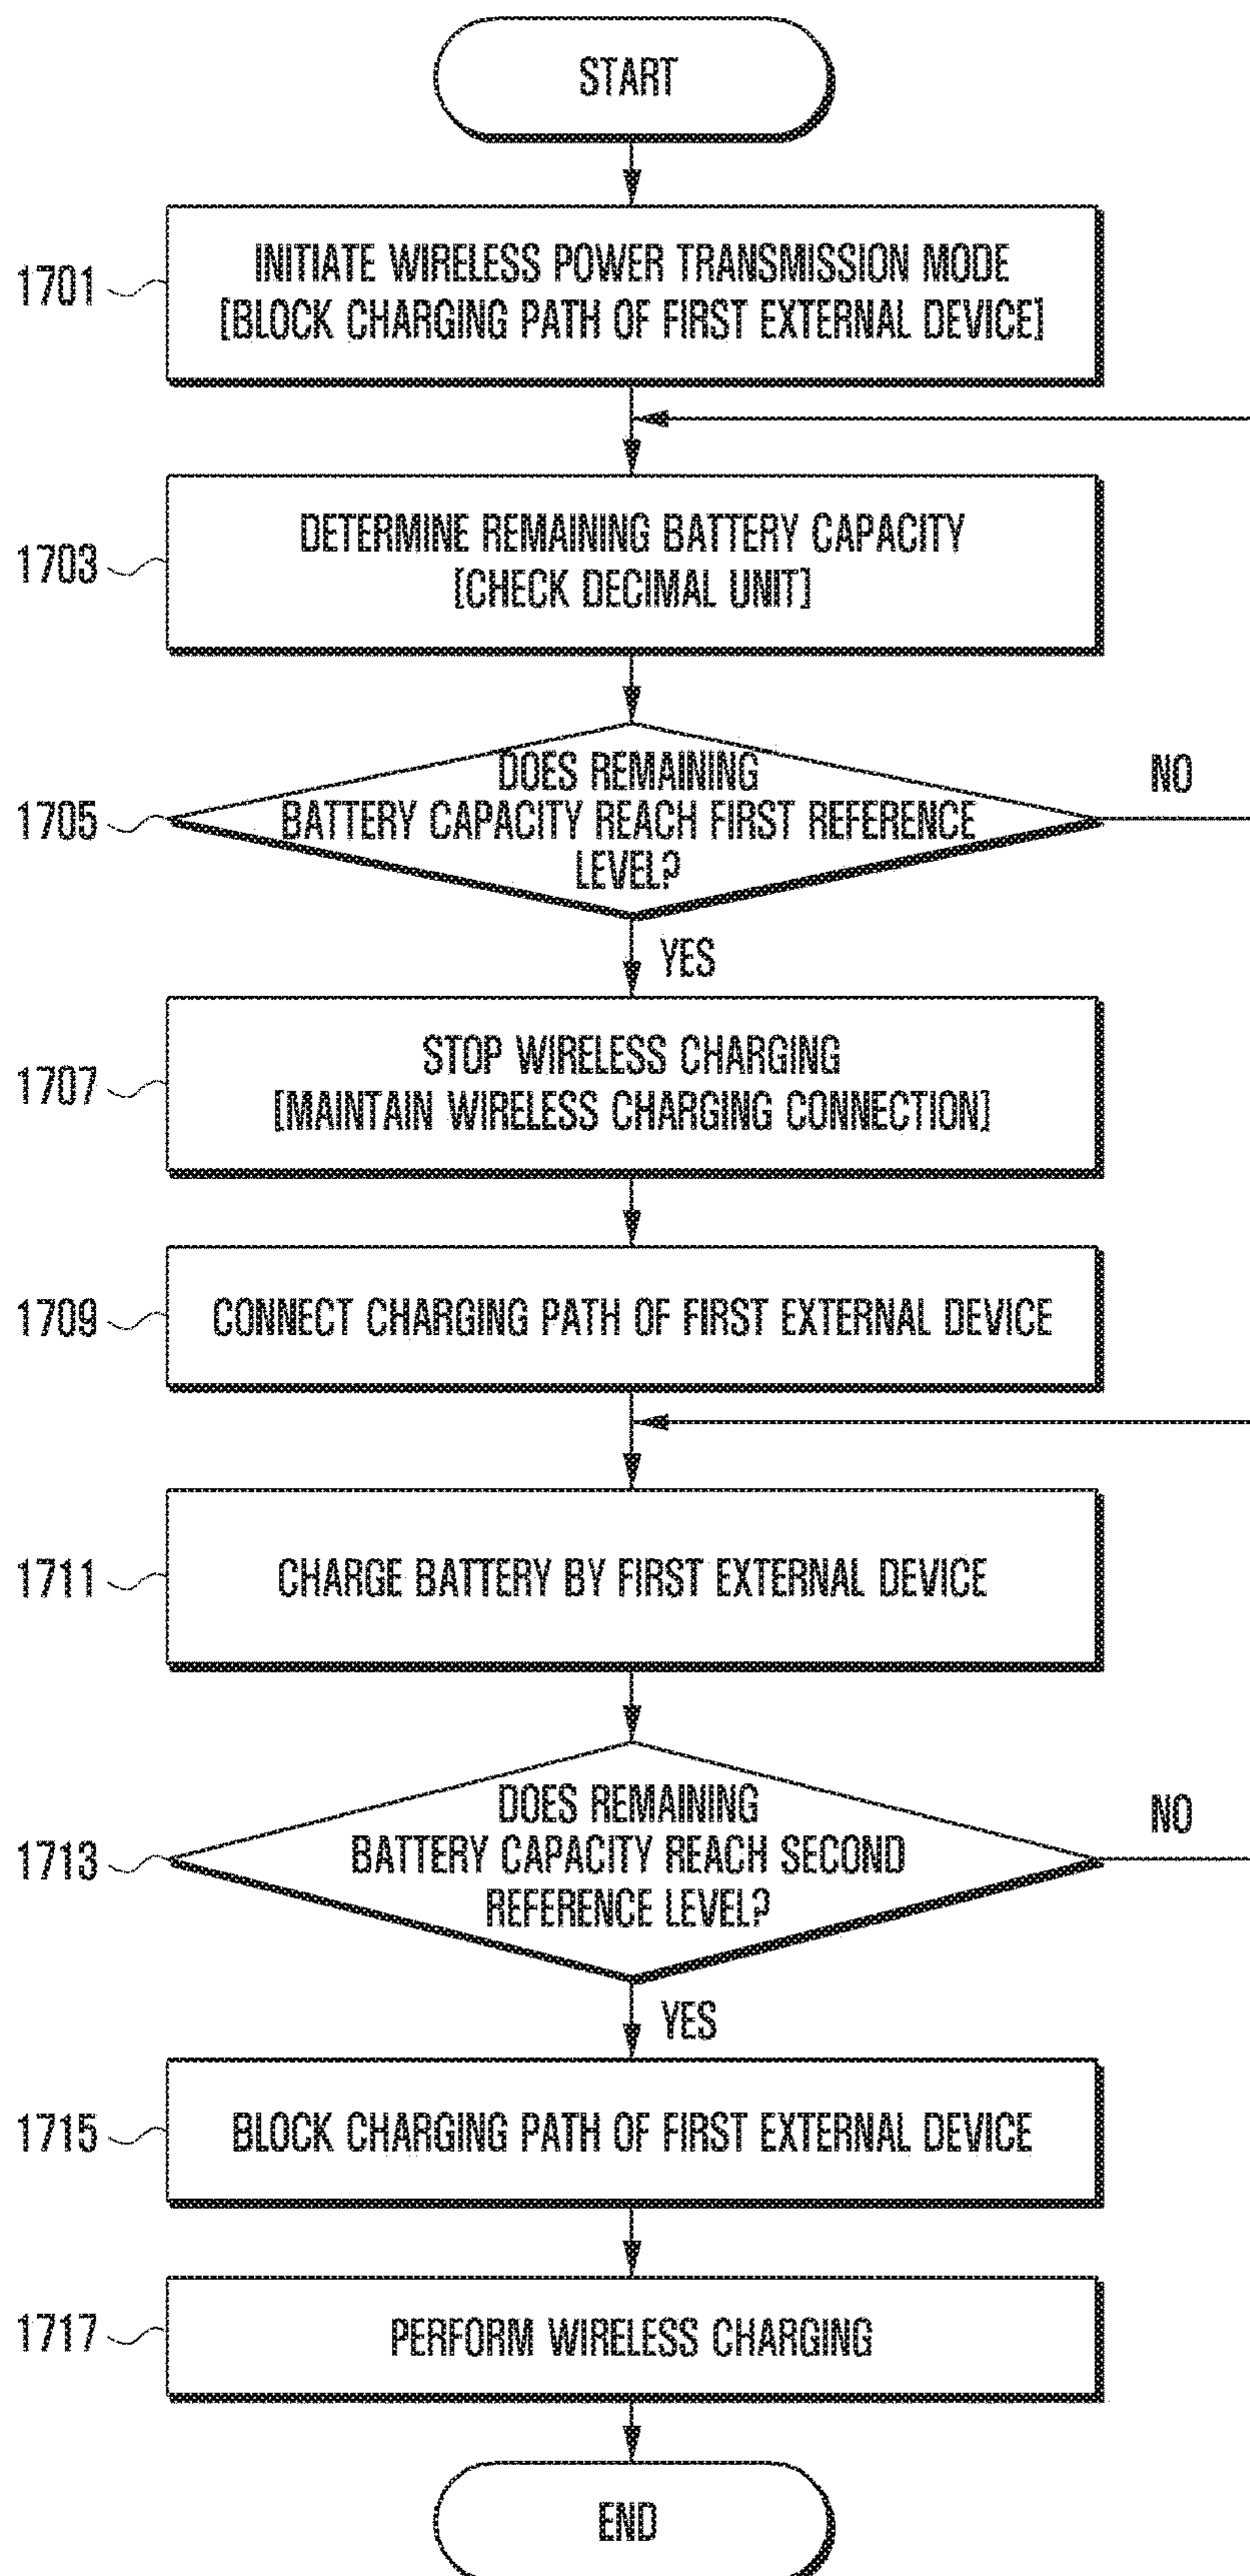 START
1701
INITIATE WIRELESS POWER TRANSMISSION MODE
[BLOCK CHARGING PATH OF FIRST EXTERNAL DEVICE]
1703
DETERMINE REMAINING BATTERY CAPACITY
[CHECK DECIMAL UNIT]
1705
DOES REMAINING
BATTERY CAPACITY REACH FIRST REFERENCE
LEVEL?
NO
YES
1707
STOP WIRELESS CHARGING
[MAINTAIN WIRELESS CHARGING CONNECTION]
1709
CONNECT CHARGING PATH OF FIRST EXTERNAL DEVICE
1711
CHARGE BATTERY BY FIRST EXTERNAL DEVICE
1713
DOES REMAINING
BATTERY CAPACITY REACH SECOND
REFERENCE LEVEL?
NO
YES
1715
BLOCK CHARGING PATH OF FIRST EXTERNAL DEVICE
1717
PERFORM WIRELESS CHARGING
END